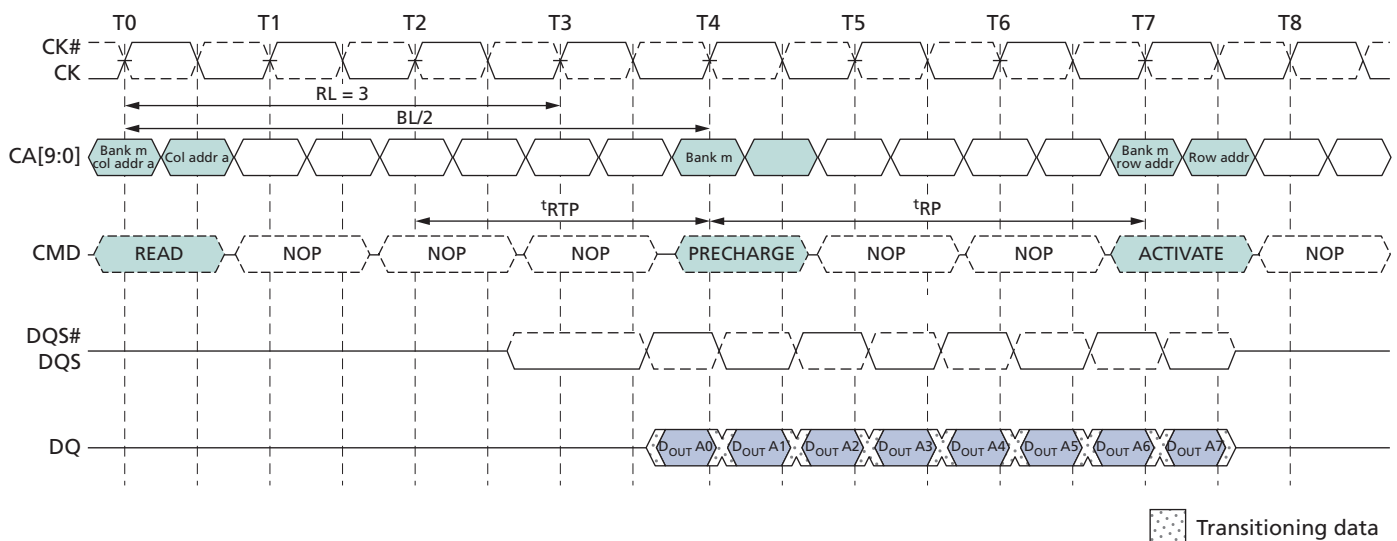 T0 T1 T2 T3 T4 T5 T6 T7 T8
CK#
CK
RL = 3
BL/2
CA[9:0]
Bank m
col addr a
Col addr a
Bank m
Bank m
row addr
Row addr
tRTP
tRP
CMD
READ NOP NOP NOP PRECHARGE NOP NOP ACTIVATE NOP
DQS#
DQS
DQ
DOUT A0 DOUT A1 DOUT A2 DOUT A3 DOUT A4 DOUT A5 DOUT A6 DOUT A7
Transitioning data